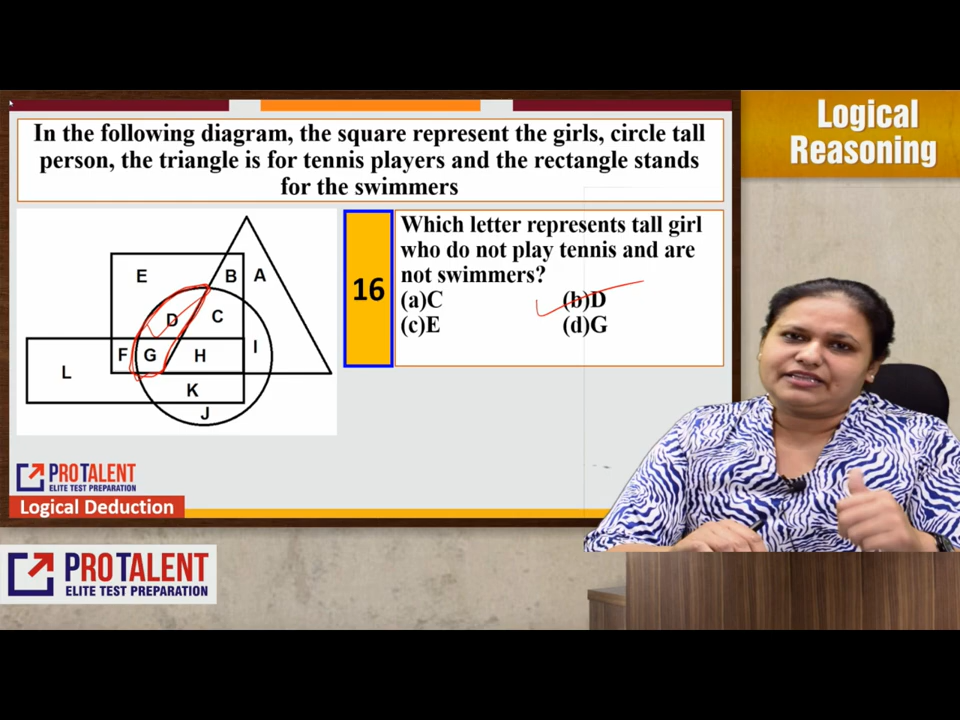 In the following diagram, the square represent the girls, circle tall
person, the triangle is for tennis players and the rectangle stands
for the swimmers
Logical
Reasoning
E
B
A
D
C
F
G
H
I
L
K
J
16
Which letter represents tall girl
who do not play tennis and are
not swimmers?
(a)C
(b)D
(c)E
(d)G
PROTALENT
ELITE TEST PREPARATION
Logical Deduction
PROTALENT
ELITE TEST PREPARATION